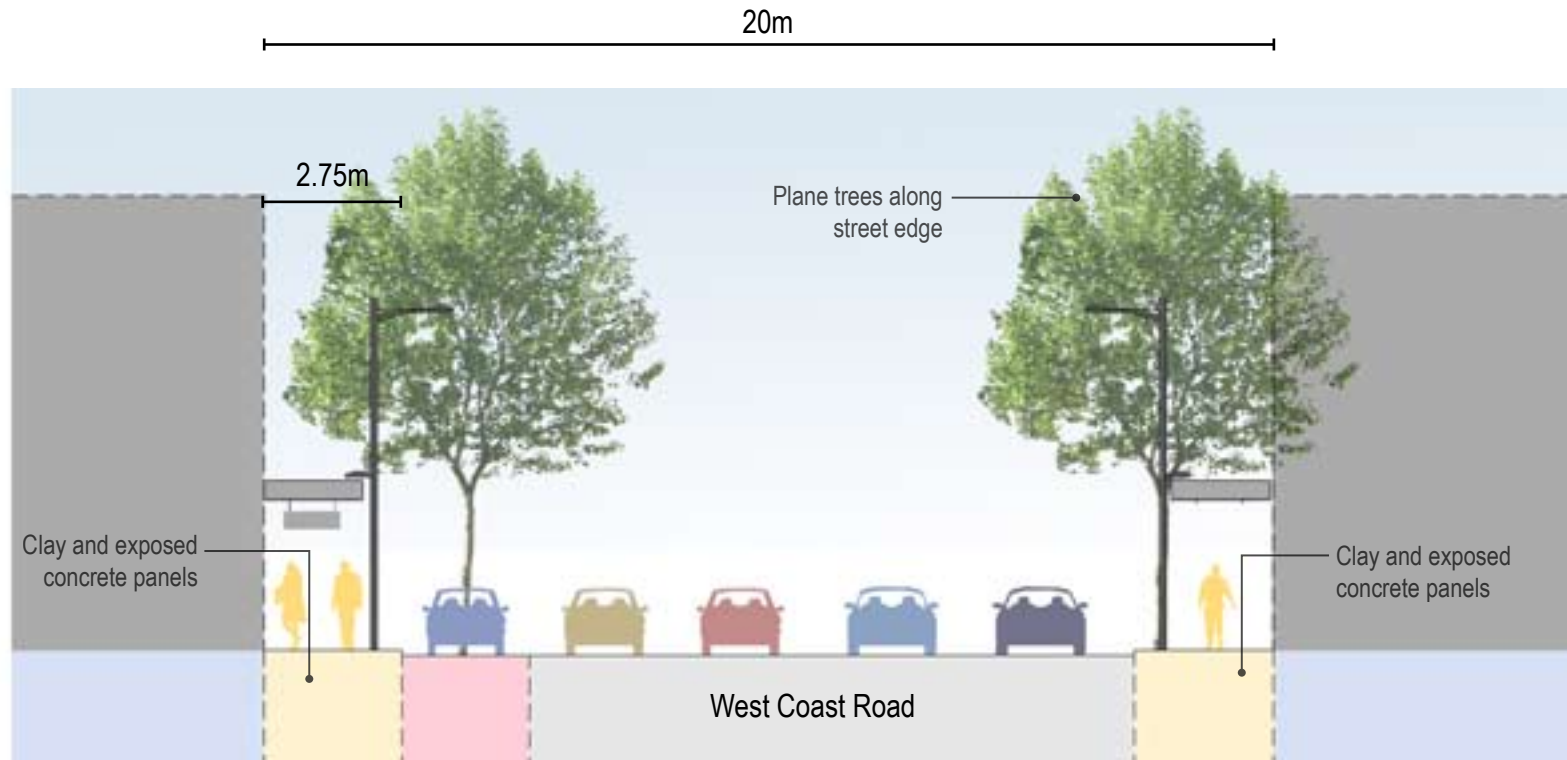 20m
2.75m
Plane trees along
street edge
Clay and exposed
concrete panels
Clay and exposed
concrete panels
West Coast Road